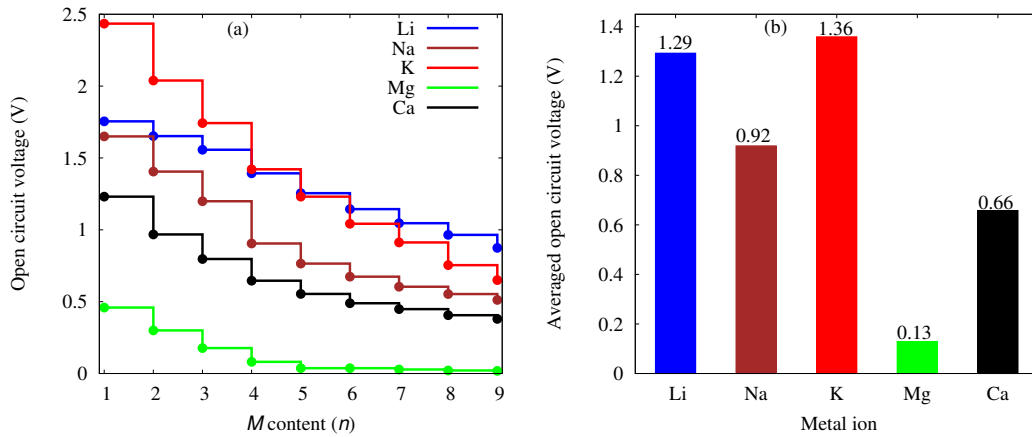 (a)
Li
Na
K
Mg
Ca
2.5
2
1.5
1
0.5
0
Open circuit voltage (V)
1 2 3 4 5 6 7 8 9
M content (n)
(b)
1.4
1.2
1
0.8
0.6
0.4
0.2
0
Averaged open circuit voltage (V)
1.29
0.92
1.36
0.13
0.66
Li Na K Mg Ca
Metal ion